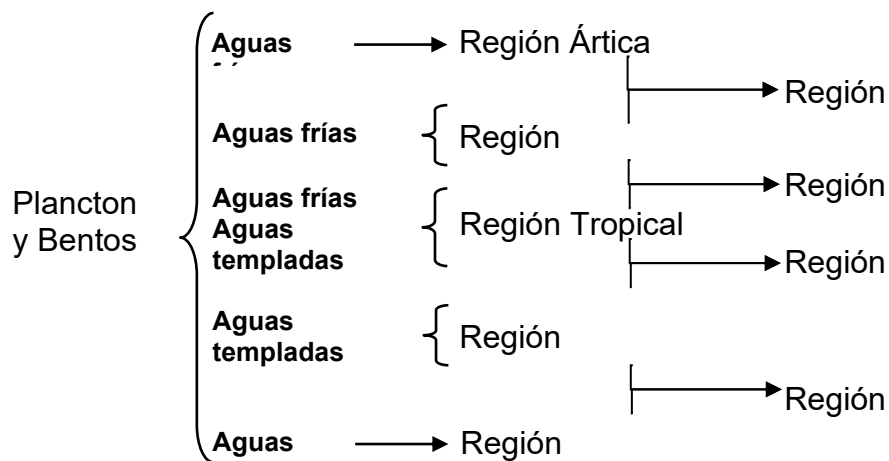 Aguas
Región Ártica
Región
Aguas frías
Región
Plancton
y Bentos
Aguas frías
Aguas
templadas
Región Tropical
Región
Región
Aguas
templadas
Región
Región
Aguas
Región